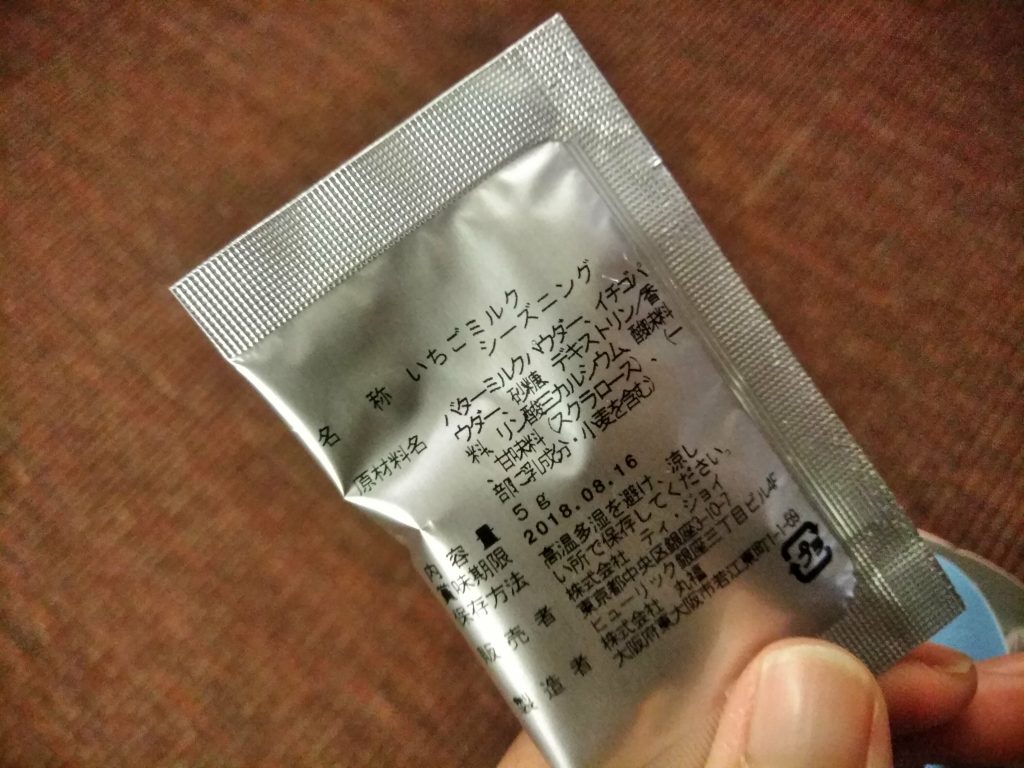 名 称 いちごミルク
シーズニング
原材料名 バターミルクパウダー、イチゴパ
ウダー、砂糖、デキストリン/香
料、リン酸三カルシウム、酸味料
、甘味料（スクラロース）、（一
部に乳成分・小麦を含む）
内 容 量 5g
賞味期限 2018.08.16
保存方法 高温多湿を避け、涼し
い所で保存してください。
販 売 者 株式会社 ティ・ジョイ
東京都中央区銀座3-10-7
ヒューリック銀座三丁目ビル4F
製 造 者 株式会社 丸福
大阪府東大阪市若江東町1-1-69
プラ